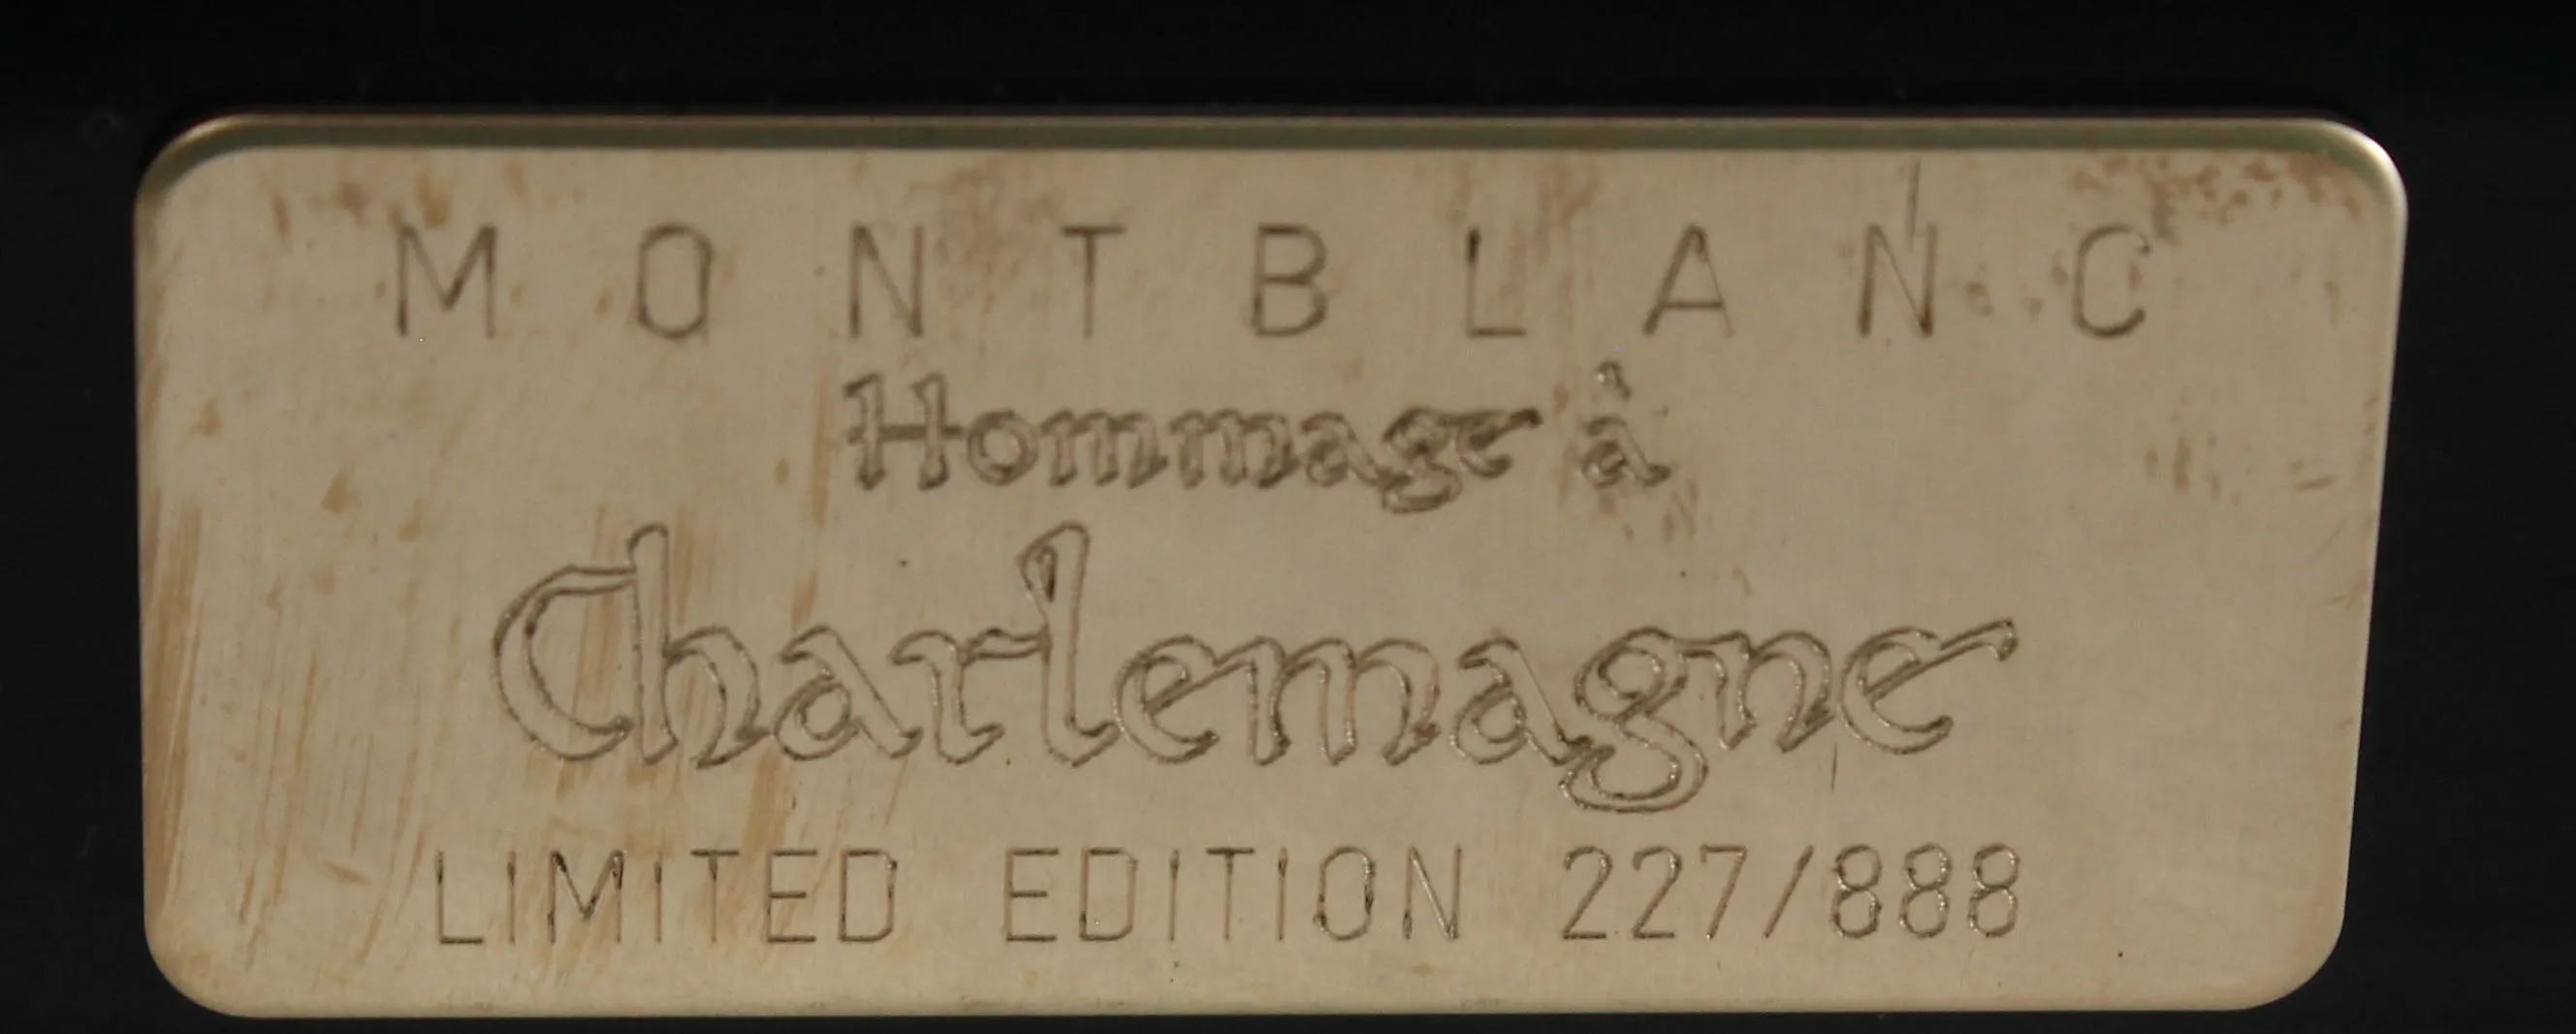 MONTBLANC
Hommage à
Charlemagne
LIMITED EDITION 227/888